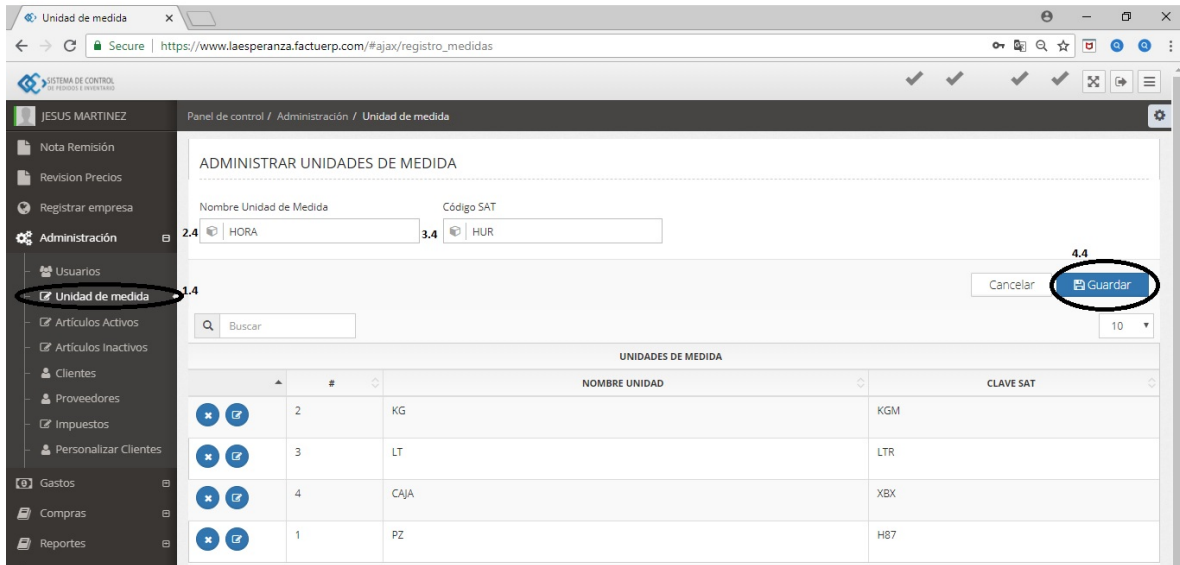 Unidad de medida
Secure | https://www.laesperanza.factuerp.com/#ajax/registro_medidas
SISTEMA DE CONTROL
DE PEDIDOS E INVENTARIO
JESUS MARTINEZ
Panel de control / Administración / Unidad de medida
Nota Remisión
Revision Precios
Registrar empresa
Administración
Usuarios
Unidad de medida
1.4
Artículos Activos
Artículos Inactivos
Clientes
Proveedores
Impuestos
Personalizar Clientes
Gastos
Compras
Reportes
ADMINISTRAR UNIDADES DE MEDIDA
Nombre Unidad de Medida Código SAT
2.4 HORA 3.4 HUR
4.4
Cancelar Guardar
Buscar 10
UNIDADES DE MEDIDA
# NOMBRE UNIDAD CLAVE SAT
2 KG KGM
3 LT LTR
4 CAJA XBX
1 PZ H87